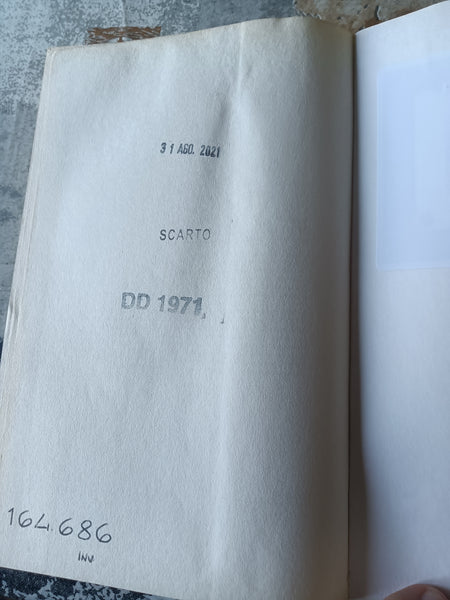 31 AGO. 2021
SCARTO
DD 1971
164.686
INV